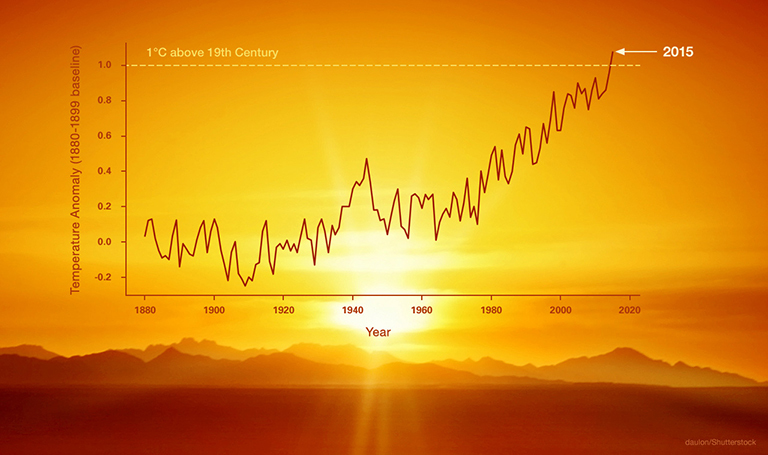 1°C above 19th Century
2015
Temperature Anomaly (1880-1899 baseline)
1.0
0.8
0.6
0.4
0.2
0.0
-0.2
1880 1900 1920 1940 1960 1980 2000 2020
Year
daulon/Shutterstock